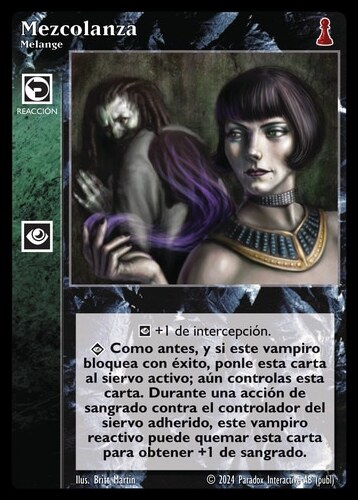 Mezcolanza
Melange
REACCIÓN
+1 de intercepción.
Como antes, y si este vampiro
bloquea con éxito, ponle esta carta
al siervo activo; aún controlas esta
carta. Durante una acción de
sangrado contra el controlador del
siervo adherido, este vampiro
reactivo puede quemar esta carta
para obtener +1 de sangrado.
Ilus. Britt Martin
© 2024 Paradox Interactive AB (publ)